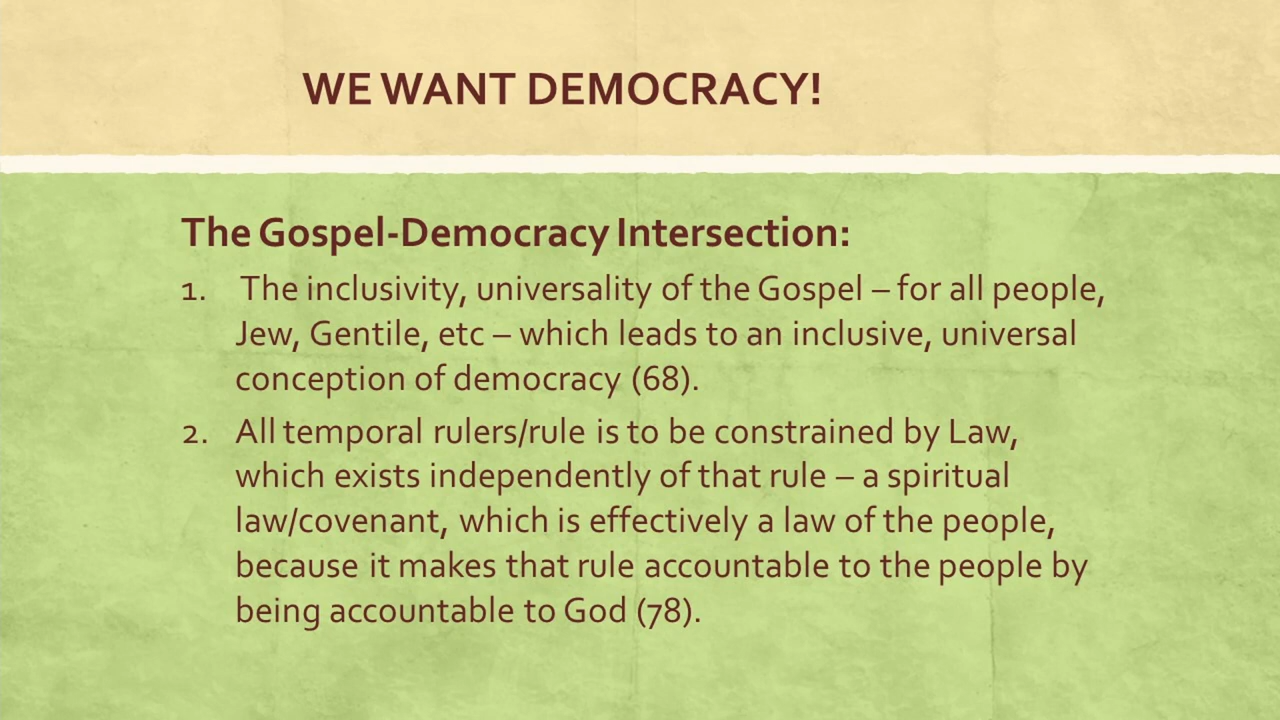 WE WANT DEMOCRACY!
The Gospel-Democracy Intersection:
1. The inclusivity, universality of the Gospel – for all people,
Jew, Gentile, etc – which leads to an inclusive, universal
conception of democracy (68).
2. All temporal rulers/rule is to be constrained by Law,
which exists independently of that rule – a spiritual
law/covenant, which is effectively a law of the people,
because it makes that rule accountable to the people by
being accountable to God (78).